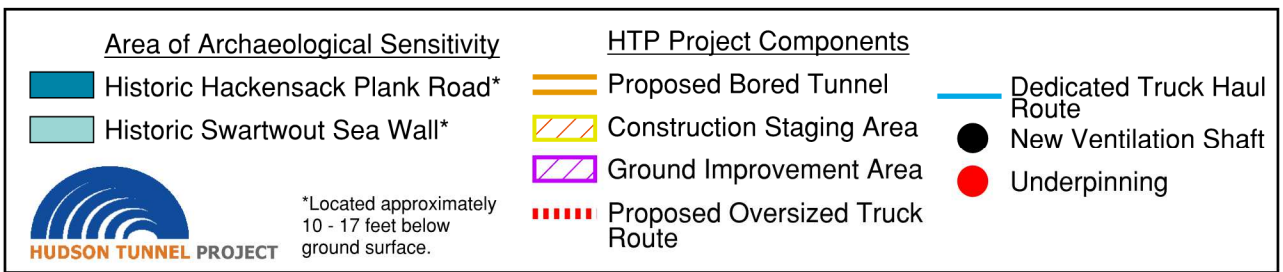 Area of Archaeological Sensitivity
Historic Hackensack Plank Road*
Historic Swartwout Sea Wall*
HUDSON TUNNEL PROJECT
*Located approximately
10 - 17 feet below
ground surface.
HTP Project Components
Proposed Bored Tunnel
Construction Staging Area
Ground Improvement Area
Proposed Oversized Truck
Route
Dedicated Truck Haul
Route
New Ventilation Shaft
Underpinning